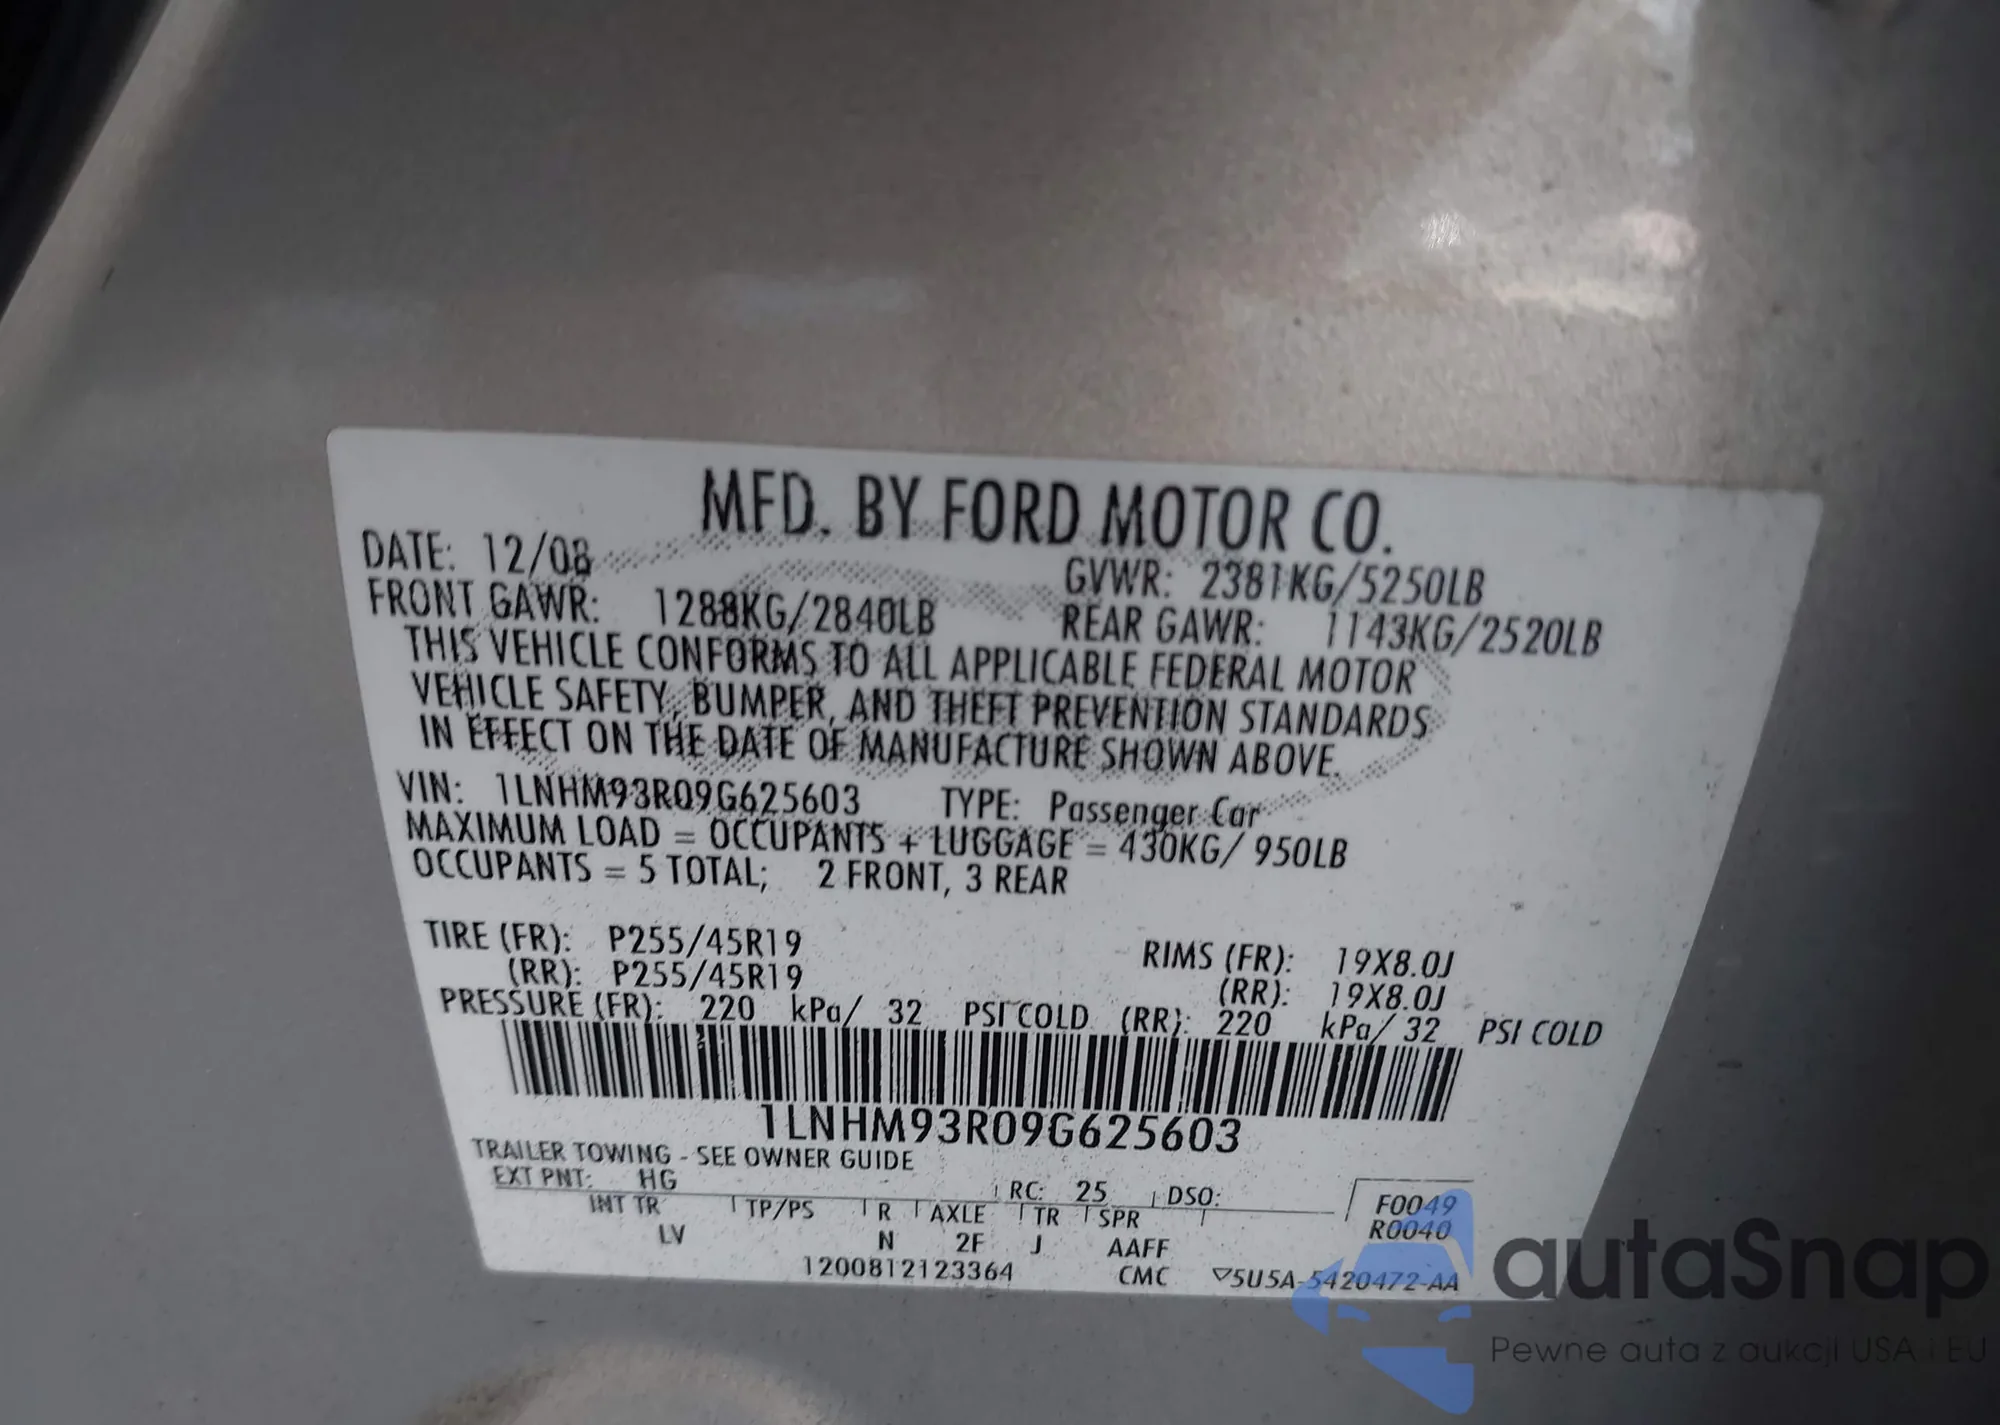 MFD. BY FORD MOTOR CO.
DATE: 12/08
GVWR: 2381KG/5250LB
FRONT GAWR: 1288KG/2840LB
REAR GAWR: 1143KG/2520LB
THIS VEHICLE CONFORMS TO ALL APPLICABLE FEDERAL MOTOR
VEHICLE SAFETY, BUMPER, AND THEFT PREVENTION STANDARDS
IN EFFECT ON THE DATE OF MANUFACTURE SHOWN ABOVE.
VIN: 1LNHM93R09G625603 TYPE: Passenger Car
MAXIMUM LOAD = OCCUPANTS + LUGGAGE = 430KG/ 950LB
OCCUPANTS = 5 TOTAL; 2 FRONT, 3 REAR
TIRE (FR): P255/45R19 RIMS (FR): 19X8.0J
(RR): P255/45R19 (RR): 19X8.0J
PRESSURE (FR): 220 kPa/ 32 PSI COLD (RR): 220 kPa/ 32 PSI COLD
1LNHM93R09G625603
TRAILER TOWING - SEE OWNER GUIDE
EXT PNT: HG RC: 25 DSO: F0049
INT TR TP/PS R AXLE TR SPR R0040
LV N 2F J AAFF
1200812123364 CMC ▽5U5A-5420472-AA
autaSnap
Pewne auta z aukcji USA i EU